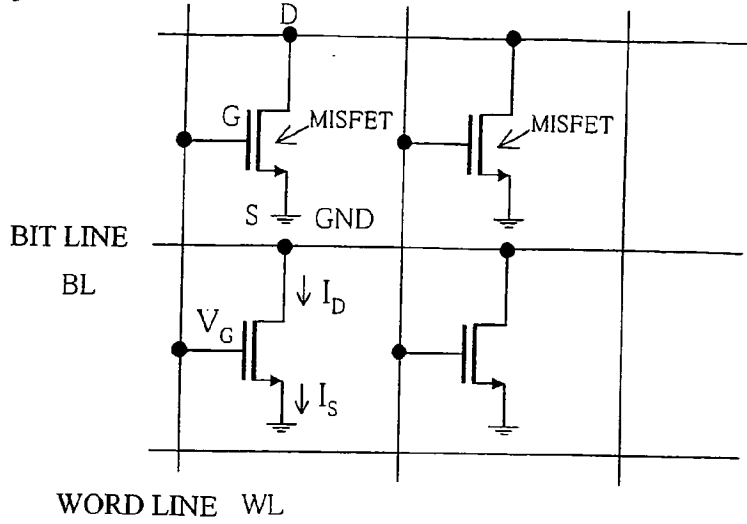 D
G MISFET MISFET
S GND
BIT LINE
BL
I_D
V_G
I_S
WORD LINE WL